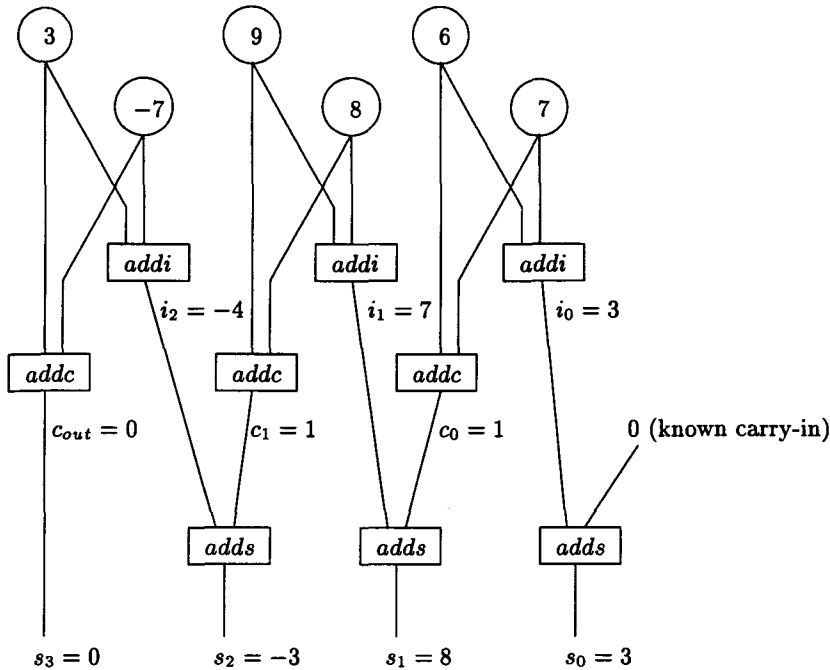 3 9 6
−7 8 7
addi addi addi
i₂ = −4 i₁ = 7 i₀ = 3
addc addc addc
c_out = 0 c₁ = 1 c₀ = 1 0 (known carry-in)
adds adds adds
s₃ = 0 s₂ = −3 s₁ = 8 s₀ = 3